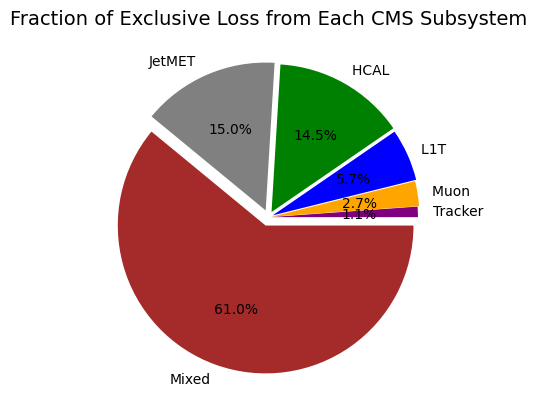 Fraction of Exclusive Loss from Each CMS Subsystem
JetMET
HCAL
15.0%
14.5%
L1T
5.7%
Muon
2.7%
Tracker
1.1%
61.0%
Mixed